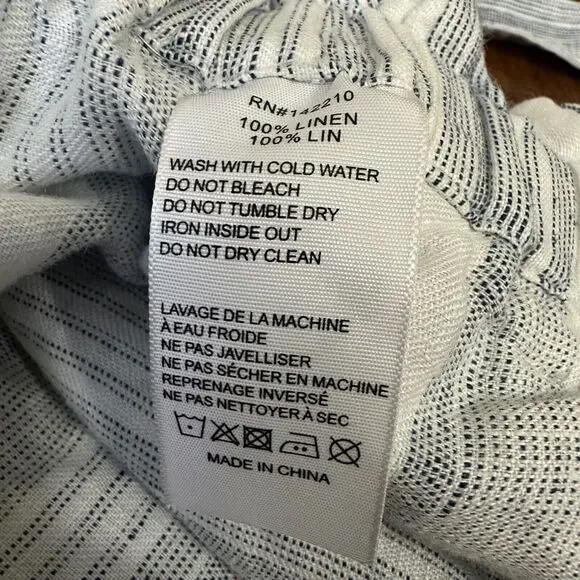 RN#142210
100% LINEN
100% LIN
WASH WITH COLD WATER
DO NOT BLEACH
DO NOT TUMBLE DRY
IRON INSIDE OUT
DO NOT DRY CLEAN
LAVAGE DE LA MACHINE
À EAU FROIDE
NE PAS JAVELLISER
NE PAS SÉCHER EN MACHINE
REPRENAGE INVERSÉ
NE PAS NETTOYER À SEC
MADE IN CHINA